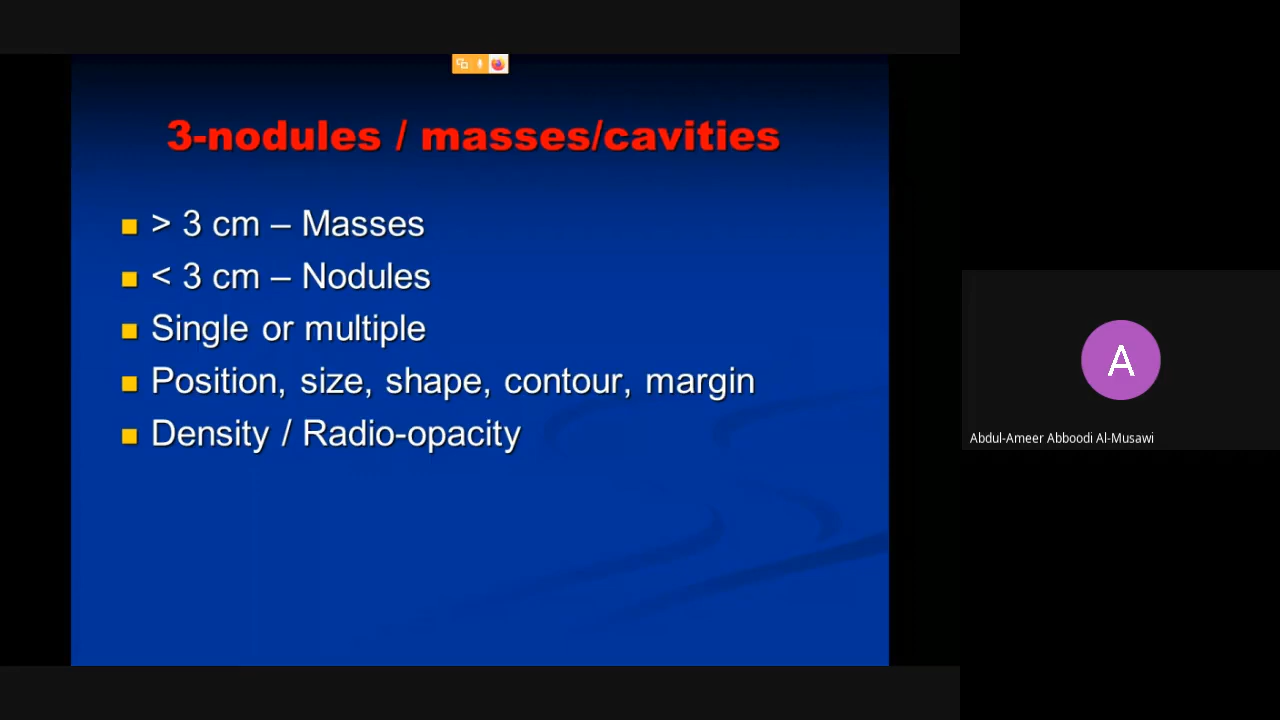 3-nodules / masses/cavities
> 3 cm – Masses
< 3 cm – Nodules
Single or multiple
Position, size, shape, contour, margin
Density / Radio-opacity
A
Abdul-Ameer Abboodi Al-Musawi